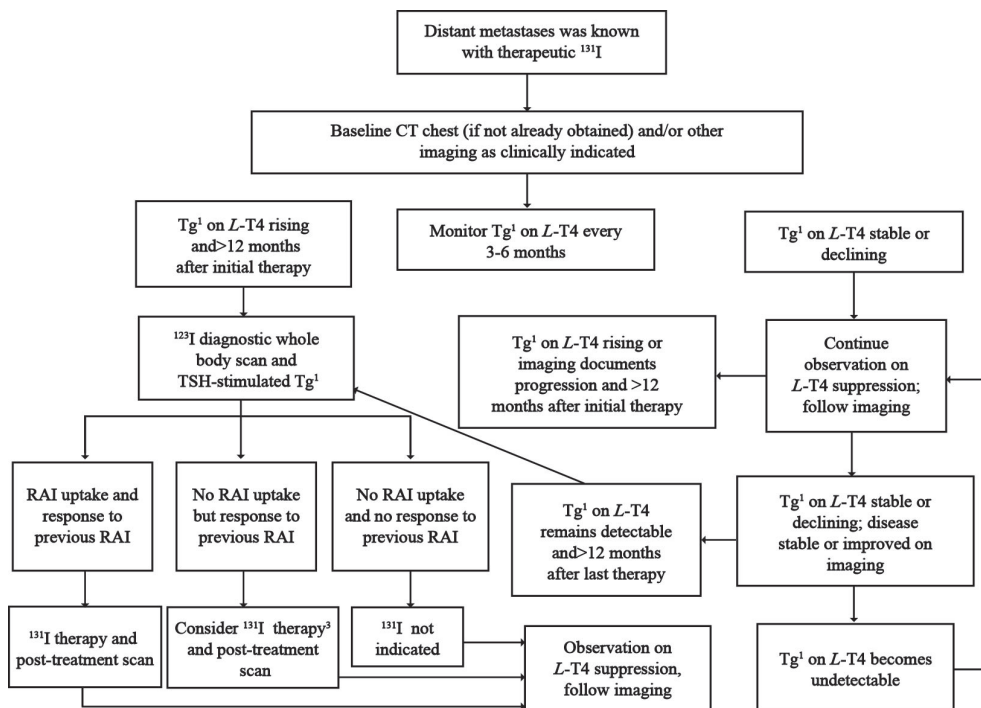 Distant metastases was known
with therapeutic ¹³¹I
Baseline CT chest (if not already obtained) and/or other
imaging as clinically indicated
Tg¹ on L-T4 rising
and>12 months
after initial therapy
Monitor Tg¹ on L-T4 every
3-6 months
Tg¹ on L-T4 stable or
declining
¹²³I diagnostic whole
body scan and
TSH-stimulated Tg¹
Tg¹ on L-T4 rising or
imaging documents
progression and >12
months after initial therapy
Continue
observation on
L-T4 suppression;
follow imaging
RAI uptake and
response to
previous RAI
No RAI uptake
but response to
previous RAI
No RAI uptake
and no response to
previous RAI
Tg¹ on L-T4
remains detectable
and>12 months
after last therapy
Tg¹ on L-T4 stable or
declining; disease
stable or improved on
imaging
¹³¹I therapy and
post-treatment scan
Consider ¹³¹I therapy³
and post-treatment
scan
¹³¹I not
indicated
Observation on
L-T4 suppression,
follow imaging
Tg¹ on L-T4 becomes
undetectable